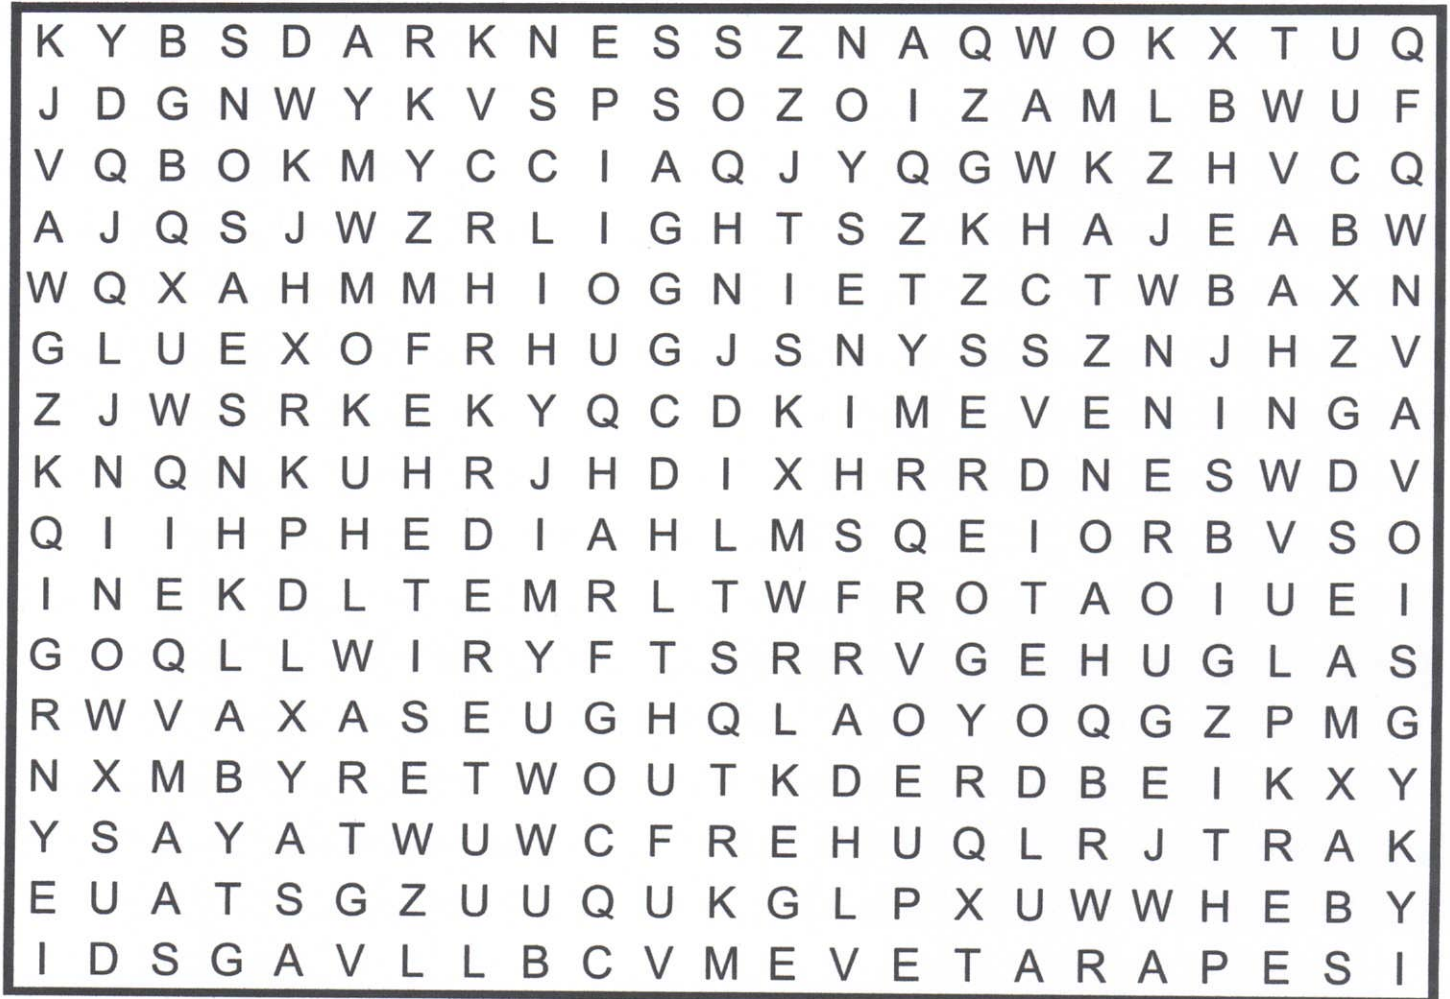 K Y B S D A R K N E S S Z N A Q W O K X T U Q
J D G N W Y K V S P S O Z O I Z A M L B W U F
V Q B O K M Y C C I A Q J Y Q G W K Z H V C Q
A J Q S J W Z R L I G H T S Z K H A J E A B W
W Q X A H M M H I O G N I E T Z C T W B A X N
G L U E X O F R H U G J S N Y S S Z N J H Z V
Z J W S R K E K Y Q C D K I M E V E N I N G A
K N Q N K U H R J H D I X H R R D N E S W D V
Q I I H P H E D I A H L M S Q E I O R B V S O
I N E K D L T E M R L T W F R O T A O I U E I
G O Q L L W I R Y F T S R R V G E H U G L A S
R W V A X A S E U G H Q L A O Y O Q G Z P M G
N X M B Y R E T W O U T K D E R D B E I K X Y
Y S A Y A T W U W C F R E H U Q L R J T R A K
E U A T S G Z U U Q U K G L P X U W W H E B Y
I D S G A V L L B C V M E V E T A R A P E S I